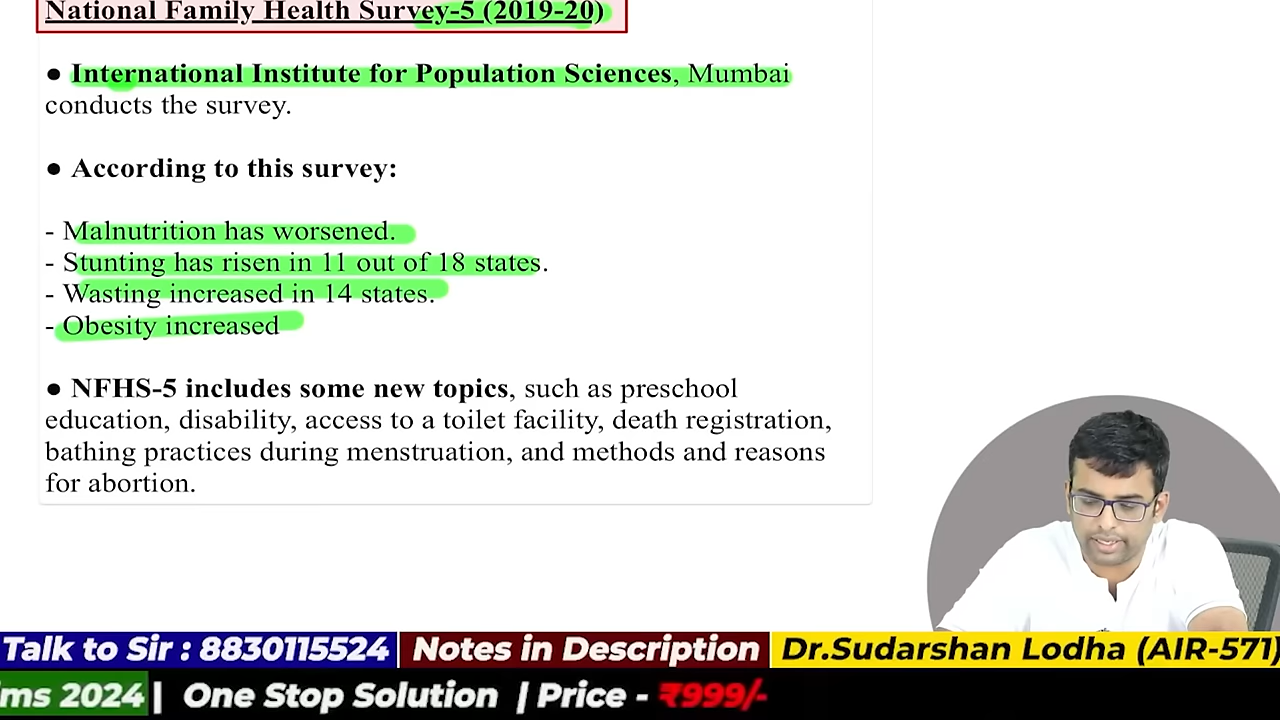 National Family Health Survey-5 (2019-20)
● International Institute for Population Sciences, Mumbai
conducts the survey.
● According to this survey:
- Malnutrition has worsened.
- Stunting has risen in 11 out of 18 states.
- Wasting increased in 14 states.
- Obesity increased
● NFHS-5 includes some new topics, such as preschool
education, disability, access to a toilet facility, death registration,
bathing practices during menstruation, and methods and reasons
for abortion.
Talk to Sir : 8830115524 Notes in Description Dr.Sudarshan Lodha (AIR-571)
2024 | One Stop Solution | Price - ₹999/-